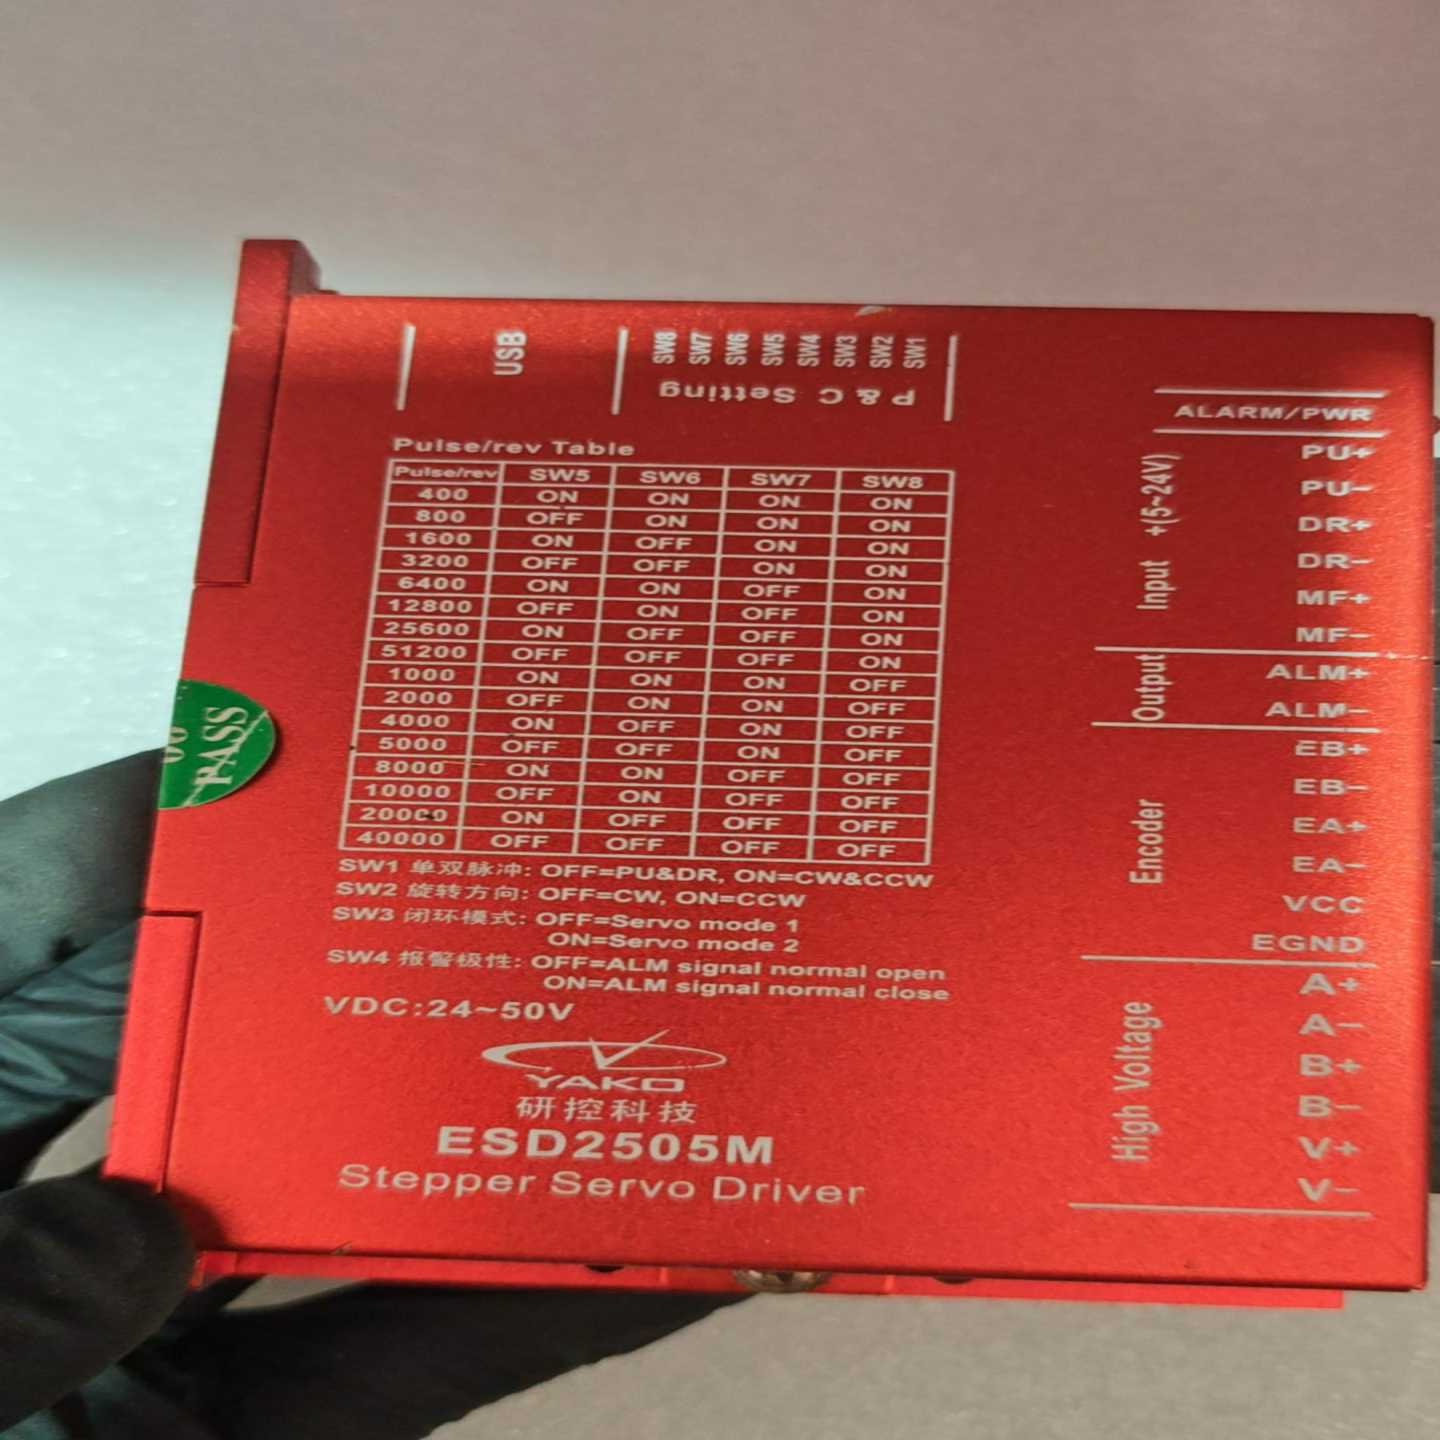 USB
SW8
SW7
SW6
SW5
SW4
SW3
SW2
SW1
P & C Setting
Pulse/rev Table
Pulse/rev SW5 SW6 SW7 SW8
400 ON ON ON ON
800 OFF ON ON ON
1600 ON OFF ON ON
3200 OFF OFF ON ON
6400 ON ON OFF ON
12800 OFF ON OFF ON
25600 ON OFF OFF ON
51200 OFF OFF OFF ON
1000 ON ON ON OFF
2000 OFF ON ON OFF
4000 ON OFF ON OFF
5000 OFF OFF ON OFF
8000 ON ON OFF OFF
10000 OFF ON OFF OFF
20000 ON OFF OFF OFF
40000 OFF OFF OFF OFF
SW1 单双脉冲: OFF=PU&DR, ON=CW&CCW
SW2 旋转方向: OFF=CW, ON=CCW
SW3 闭环模式: OFF=Servo mode 1
ON=Servo mode 2
SW4 报警极性: OFF=ALM signal normal open
ON=ALM signal normal close
VDC:24~50V
YAKO
研控科技
ESD2505M
Stepper Servo Driver
ALARM/PWR
Input +(5~24V)
PU+
PU-
DR+
DR-
MF+
MF-
Output
ALM+
ALM-
Encoder
EB+
EB-
EA+
EA-
VCC
EGND
High Voltage
A+
A-
B+
B-
V+
V-
PASS